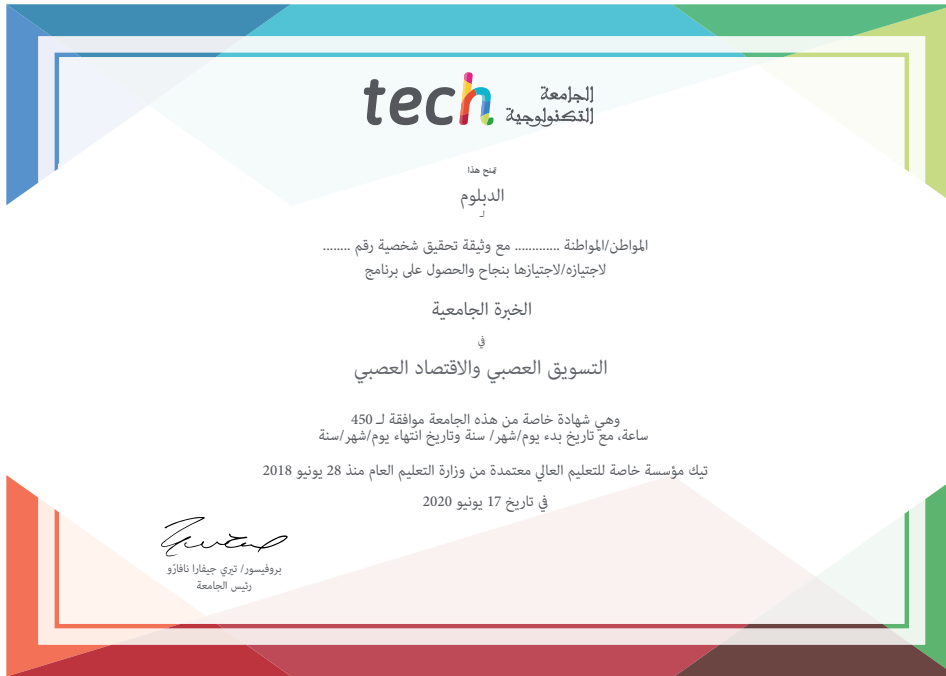 tech الجامعة
التكنولوجية
تمنح هذا
الدبلوم
لـ
المواطن/المواطنة ............. مع وثيقة تحقيق شخصية رقم ........
لاجتيازه/لاجتيازها بنجاح والحصول على برنامج
الخبرة الجامعية
في
التسويق العصبي والاقتصاد العصبي
وهي شهادة خاصة من هذه الجامعة موافقة لـ 450
ساعة، مع تاريخ بدء يوم/شهر/ سنة وتاريخ انتهاء يوم/شهر/سنة
تيك مؤسسة خاصة للتعليم العالي معتمدة من وزارة التعليم العام منذ 28 يونيو 2018
في تاريخ 17 يونيو 2020
بروفيسور/ تيري جيفارا نافارّو
رئيس الجامعة